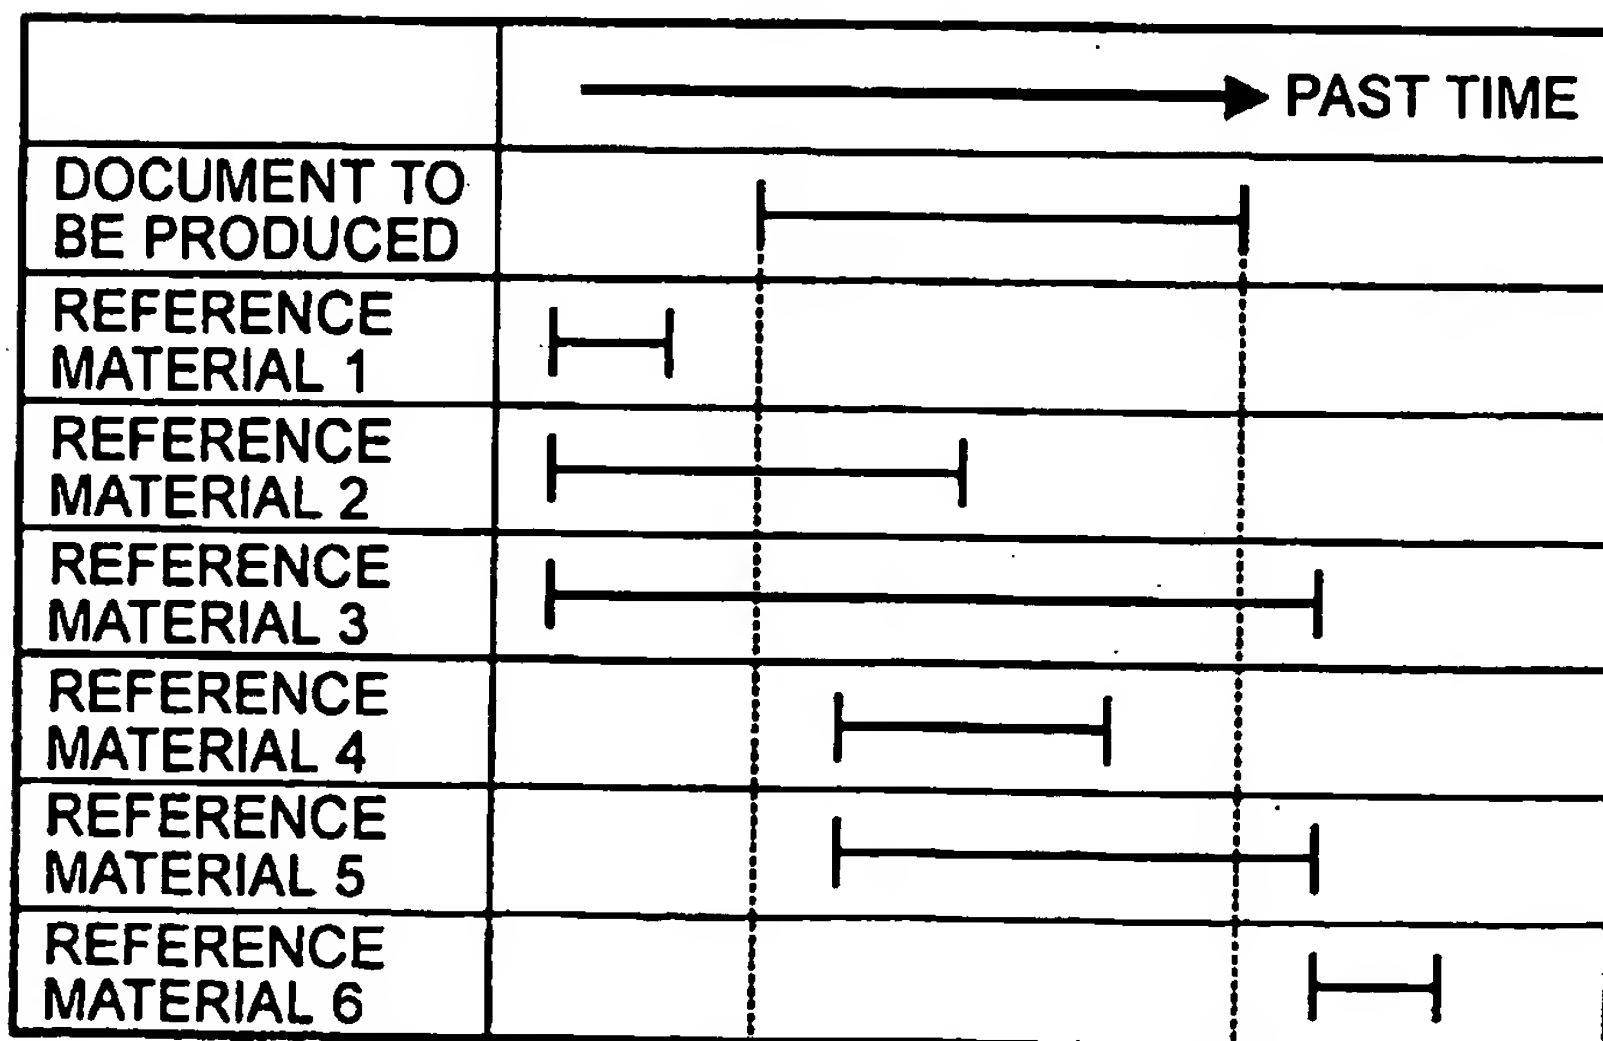 PAST TIME
DOCUMENT TO
BE PRODUCED
REFERENCE
MATERIAL 1
REFERENCE
MATERIAL 2
REFERENCE
MATERIAL 3
REFERENCE
MATERIAL 4
REFERENCE
MATERIAL 5
REFERENCE
MATERIAL 6